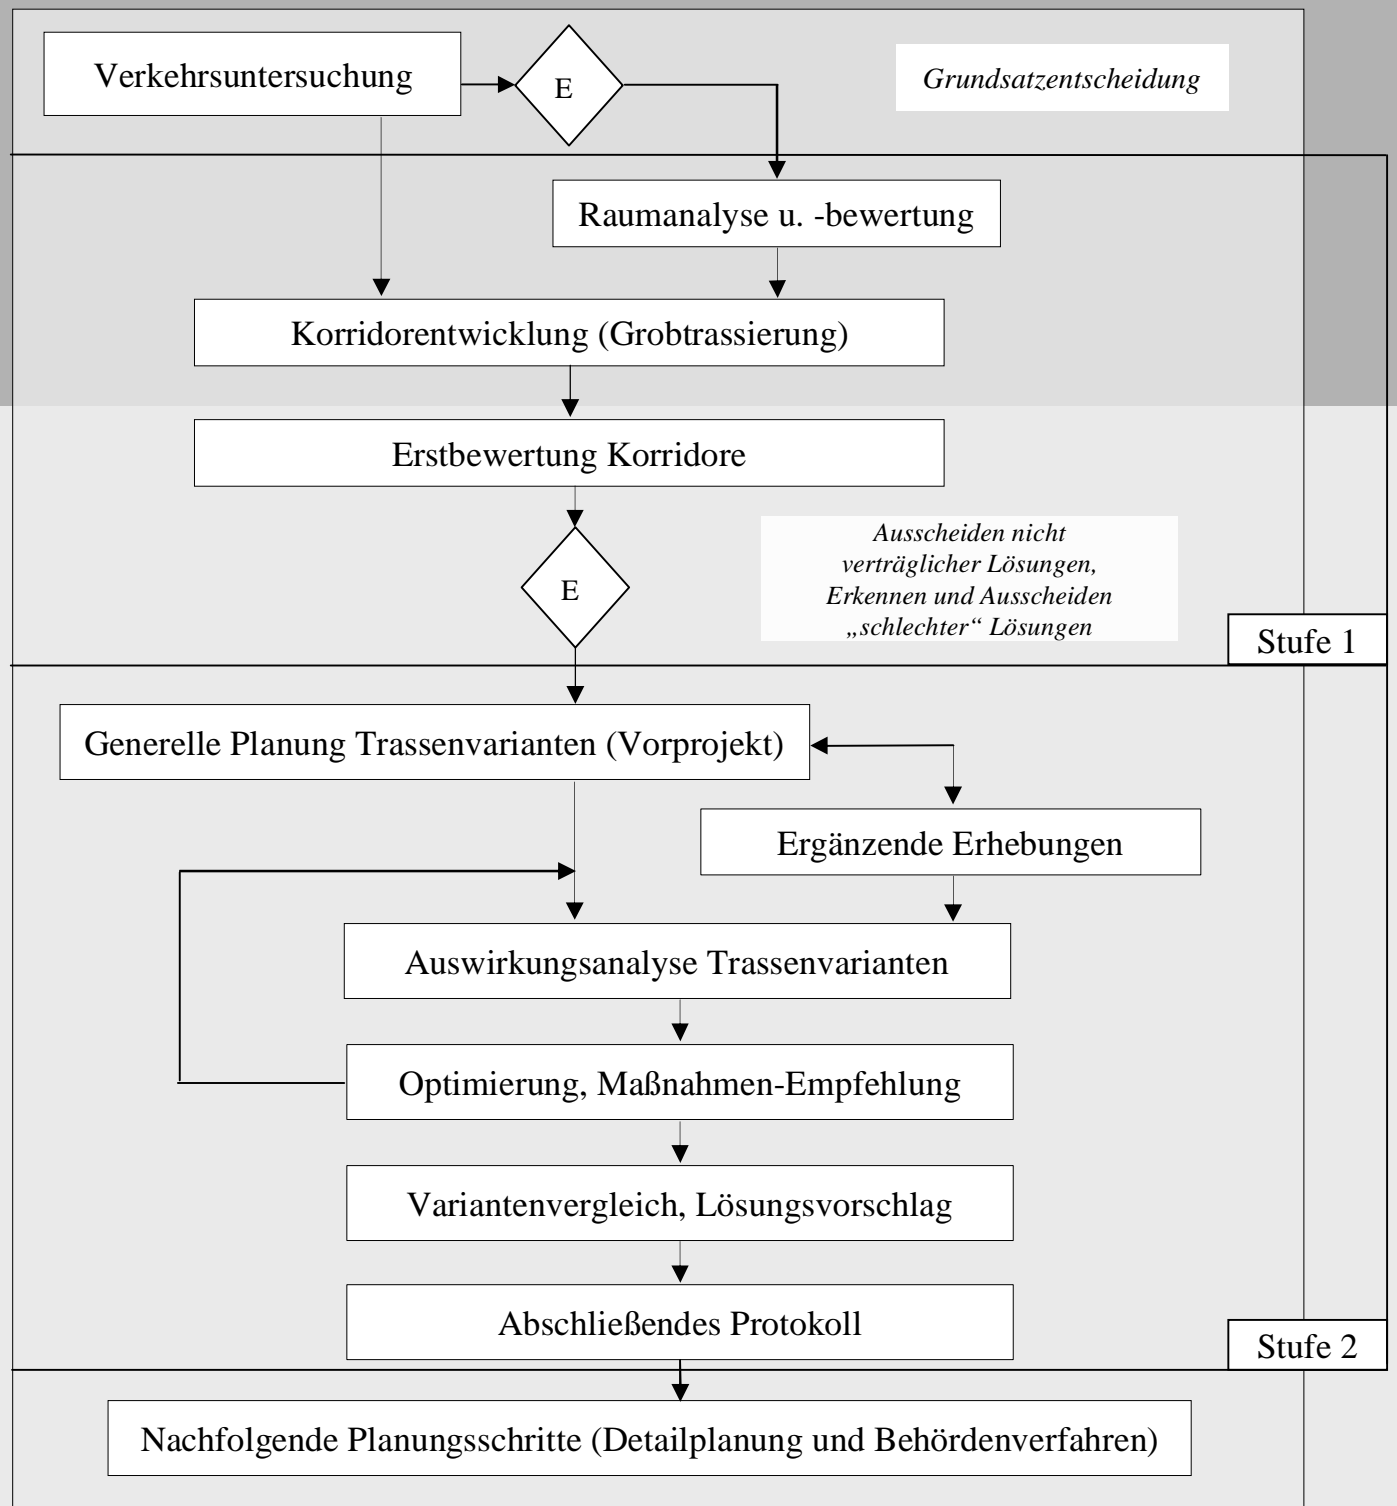 Verkehrsuntersuchung
E
Grundsatzentscheidung
Raumanalyse u. -bewertung
Korridorentwicklung (Grobtrassierung)
Erstbewertung Korridore
E
Ausscheiden nicht
verträglicher Lösungen,
Erkennen und Ausscheiden
„schlechter“ Lösungen
Stufe 1
Generelle Planung Trassenvarianten (Vorprojekt)
Ergänzende Erhebungen
Auswirkungsanalyse Trassenvarianten
Optimierung, Maßnahmen-Empfehlung
Variantenvergleich, Lösungsvorschlag
Abschließendes Protokoll
Stufe 2
Nachfolgende Planungsschritte (Detailplanung und Behördenverfahren)